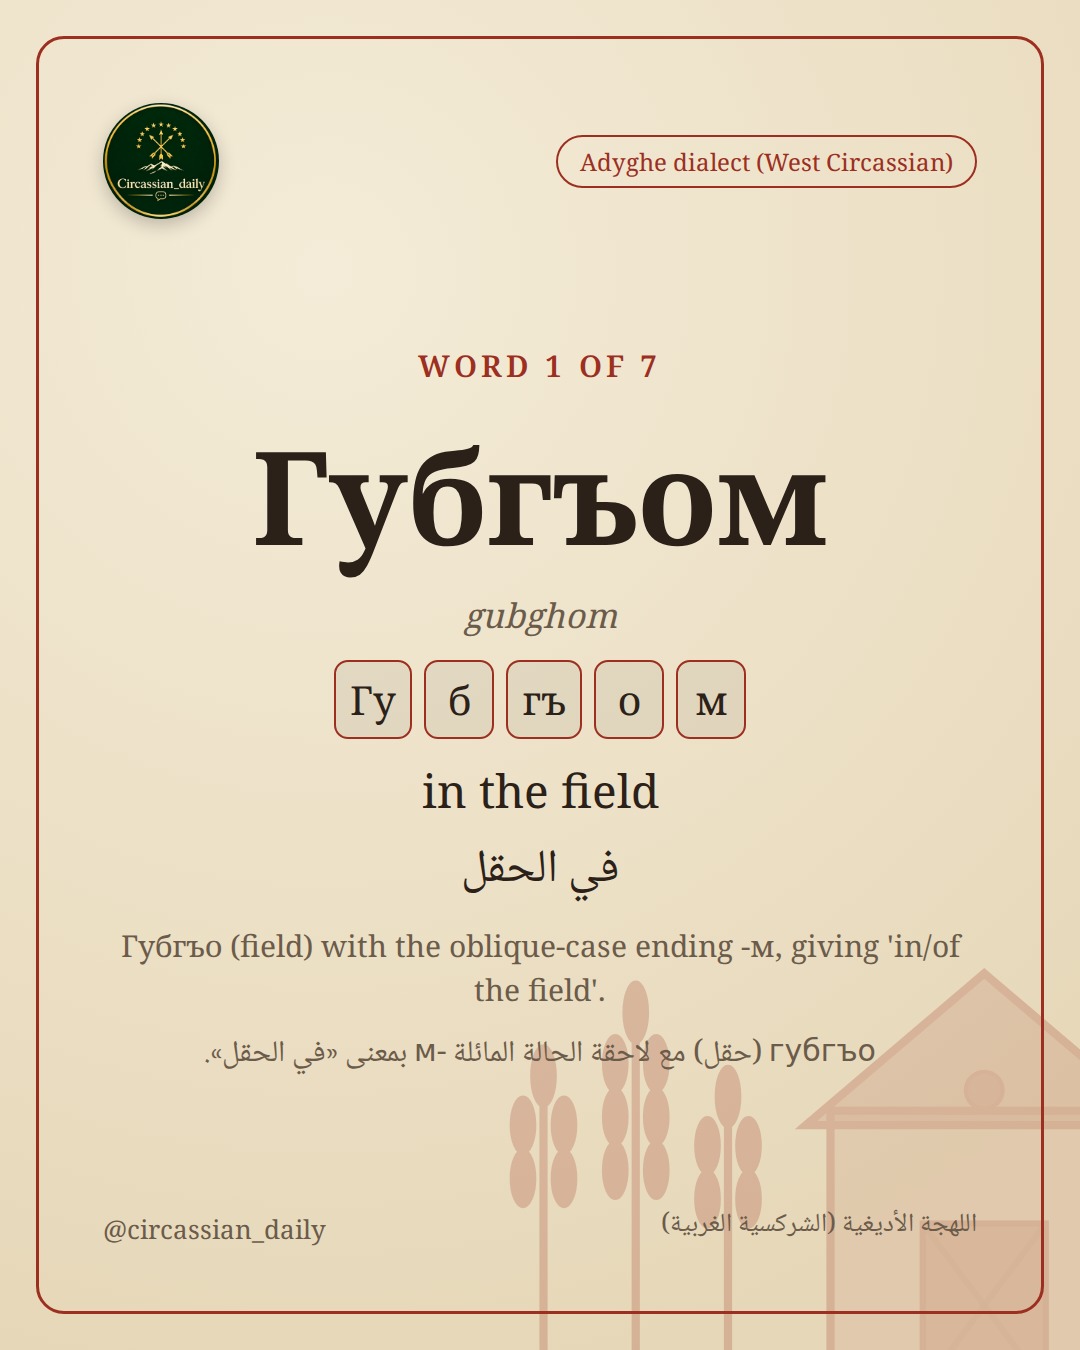 Circassian_daily
Adyghe dialect (West Circassian)
WORD 1 OF 7
Губгъом
gubghom
Гу б гъ о м
in the field
في الحقل
Губгъо (field) with the oblique-case ending -м, giving 'in/of
the field'.
губгъо (حقل) مع لاحقة الحالة المائلة -м بمعنى «في الحقل».
@circassian_daily
اللهجة الأديغية (الشركسية الغربية)